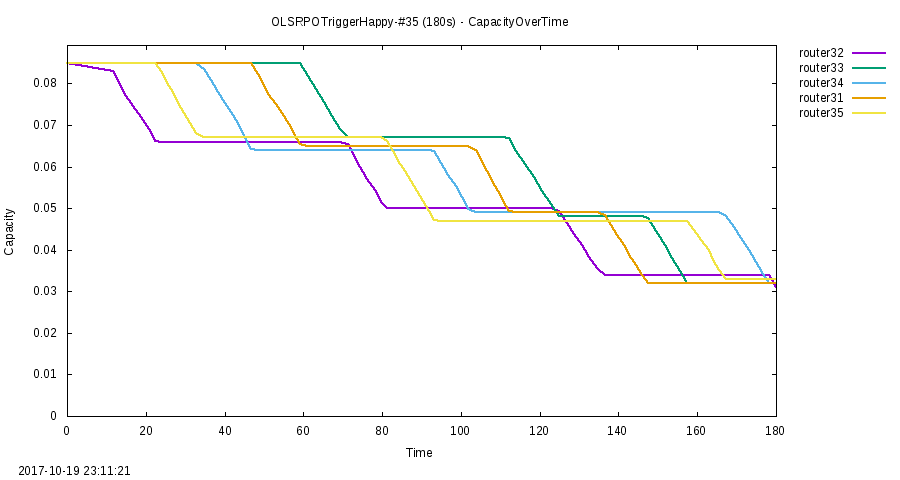 OLSRPOTriggerHappy-#35 (180s) - CapacityOverTime
router32
router33
router34
router31
router35
0.08
0.07
0.06
0.05
0.04
0.03
0.02
0.01
0
Capacity
0 20 40 60 80 100 120 140 160 180
Time
2017-10-19 23:11:21